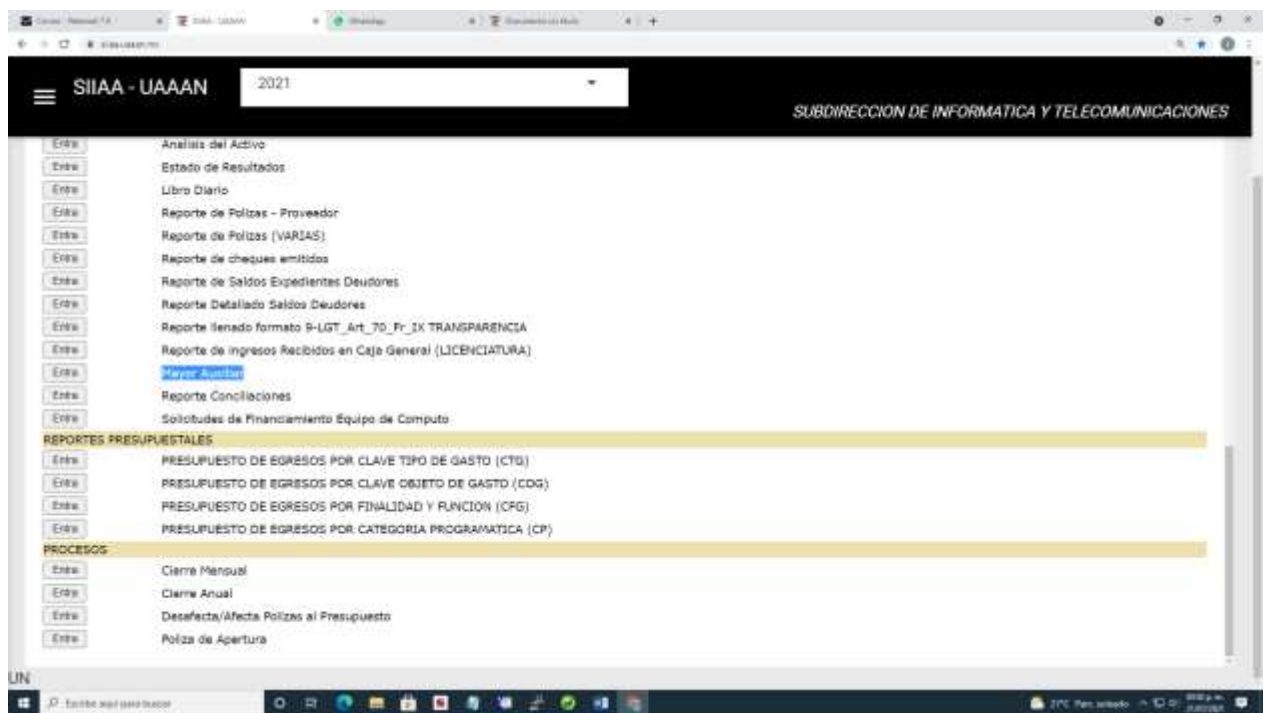 SIIAA - UAAAN
2021
SUBDIRECCION DE INFORMATICA Y TELECOMUNICACIONES
Entra Analisis del Activo
Entra Estado de Resultados
Entra Libro Diario
Entra Reporte de Polizas - Proveedor
Entra Reporte de Polizas (VARIAS)
Entra Reporte de cheques emitidos
Entra Reporte de Saldos Expedientes Deudores
Entra Reporte Detallado Saldos Deudores
Entra Reporte llenado formato 9-LGT_Art_70_Fr_IX TRANSPARENCIA
Entra Reporte de ingresos Recibidos en Caja General (LICENCIATURA)
Entra Mayor Auxiliar
Entra Reporte Conciliaciones
Entra Solicitudes de Financiamiento Equipo de Computo
REPORTES PRESUPUESTALES
Entra PRESUPUESTO DE EGRESOS POR CLAVE TIPO DE GASTO (CTG)
Entra PRESUPUESTO DE EGRESOS POR CLAVE OBJETO DE GASTO (COG)
Entra PRESUPUESTO DE EGRESOS POR FINALIDAD Y FUNCION (CFG)
Entra PRESUPUESTO DE EGRESOS POR CATEGORIA PROGRAMATICA (CP)
PROCESOS
Entra Cierre Mensual
Entra Cierre Anual
Entra Desafecta/Afecta Polizas al Presupuesto
Entra Poliza de Apertura
UN
Escribe aquí para buscar
21°C